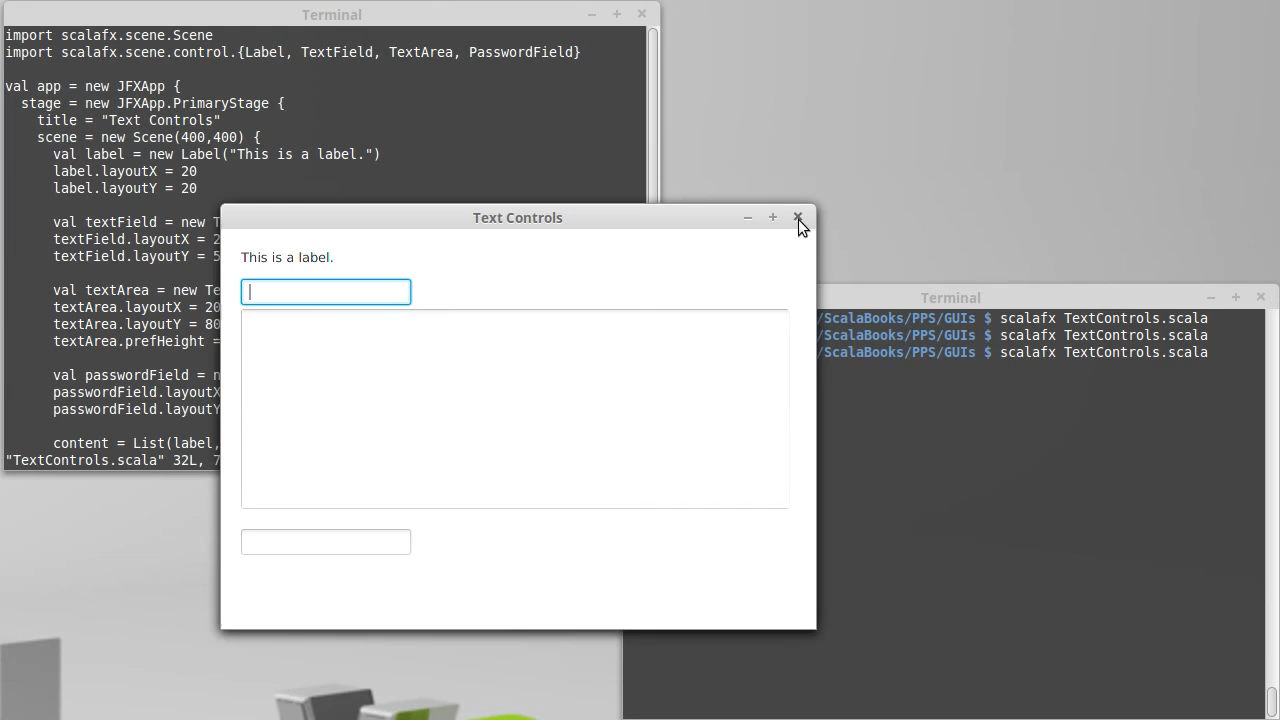 Terminal
import scalafx.scene.Scene
import scalafx.scene.control.{Label, TextField, TextArea, PasswordField}
val app = new JFXApp {
stage = new JFXApp.PrimaryStage {
title = "Text Controls"
scene = new Scene(400,400) {
val label = new Label("This is a label.")
label.layoutX = 20
label.layoutY = 20
val textField = new T
textField.layoutX = 2
textField.layoutY = 5
val textArea = new Te
textArea.layoutX = 20
textArea.layoutY = 80
textArea.prefHeight =
val passwordField = n
passwordField.layoutX
passwordField.layoutY
content = List(label,
"TextControls.scala" 32L, 7
Text Controls
This is a label.
Terminal
/ScalaBooks/PPS/GUIs $ scalafx TextControls.scala
/ScalaBooks/PPS/GUIs $ scalafx TextControls.scala
/ScalaBooks/PPS/GUIs $ scalafx TextControls.scala